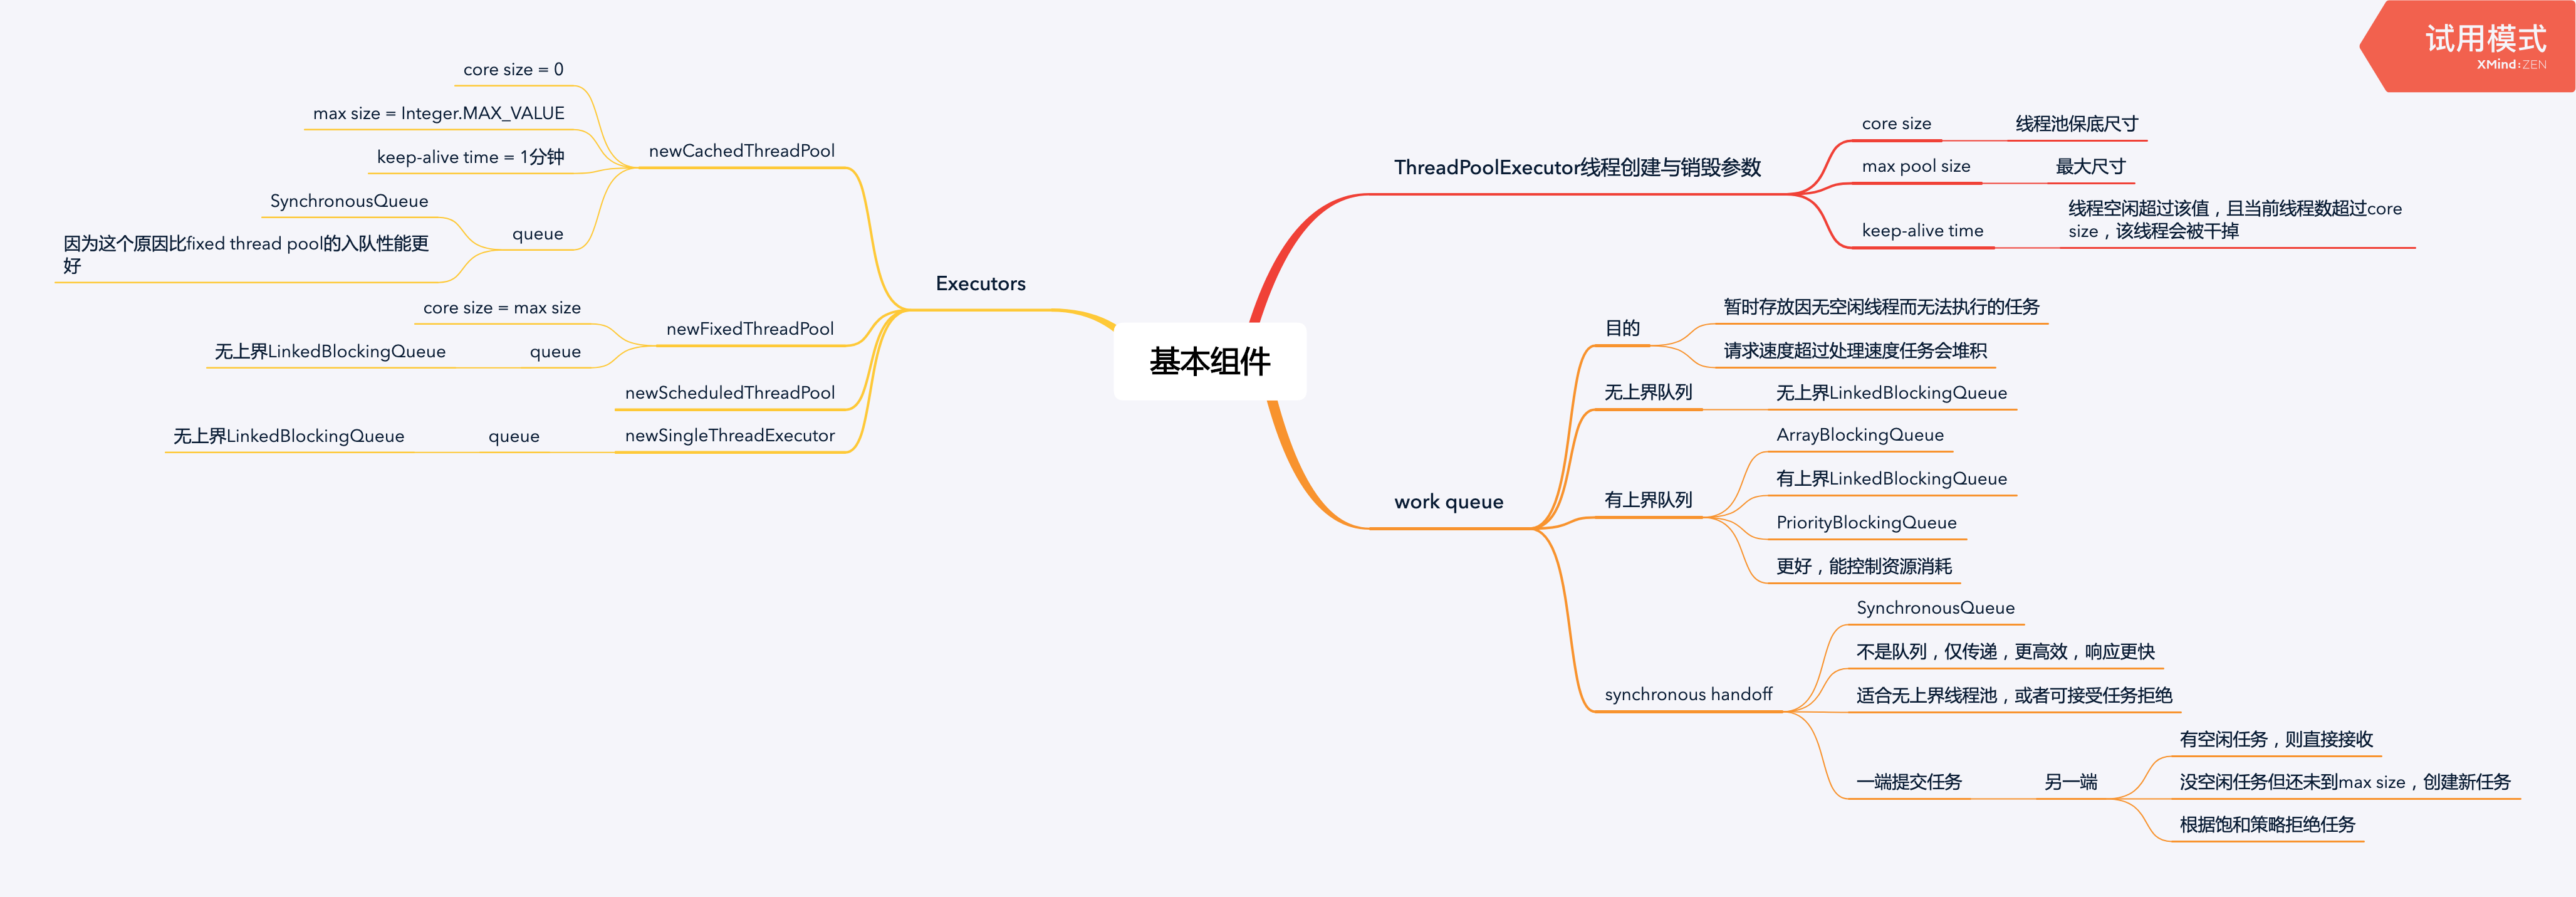 试用模式
XMind:ZEN
基本组件
ThreadPoolExecutor线程创建与销毁参数
core size
线程池保底尺寸
max pool size
最大尺寸
keep-alive time
线程空闲超过该值，且当前线程数超过core
size，该线程会被干掉
work queue
目的
暂时存放因无空闲线程而无法执行的任务
请求速度超过处理速度任务会堆积
无上界队列
无上界LinkedBlockingQueue
有上界队列
ArrayBlockingQueue
有上界LinkedBlockingQueue
PriorityBlockingQueue
更好，能控制资源消耗
synchronous handoff
SynchronousQueue
不是队列，仅传递，更高效，响应更快
适合无上界线程池，或者可接受任务拒绝
一端提交任务
另一端
有空闲任务，则直接接收
没空闲任务但还未到max size，创建新任务
根据饱和策略拒绝任务
Executors
newCachedThreadPool
core size = 0
max size = Integer.MAX_VALUE
keep-alive time = 1分钟
queue
SynchronousQueue
因为这个原因比fixed thread pool的入队性能更
好
newFixedThreadPool
core size = max size
queue
无上界LinkedBlockingQueue
newScheduledThreadPool
newSingleThreadExecutor
queue
无上界LinkedBlockingQueue